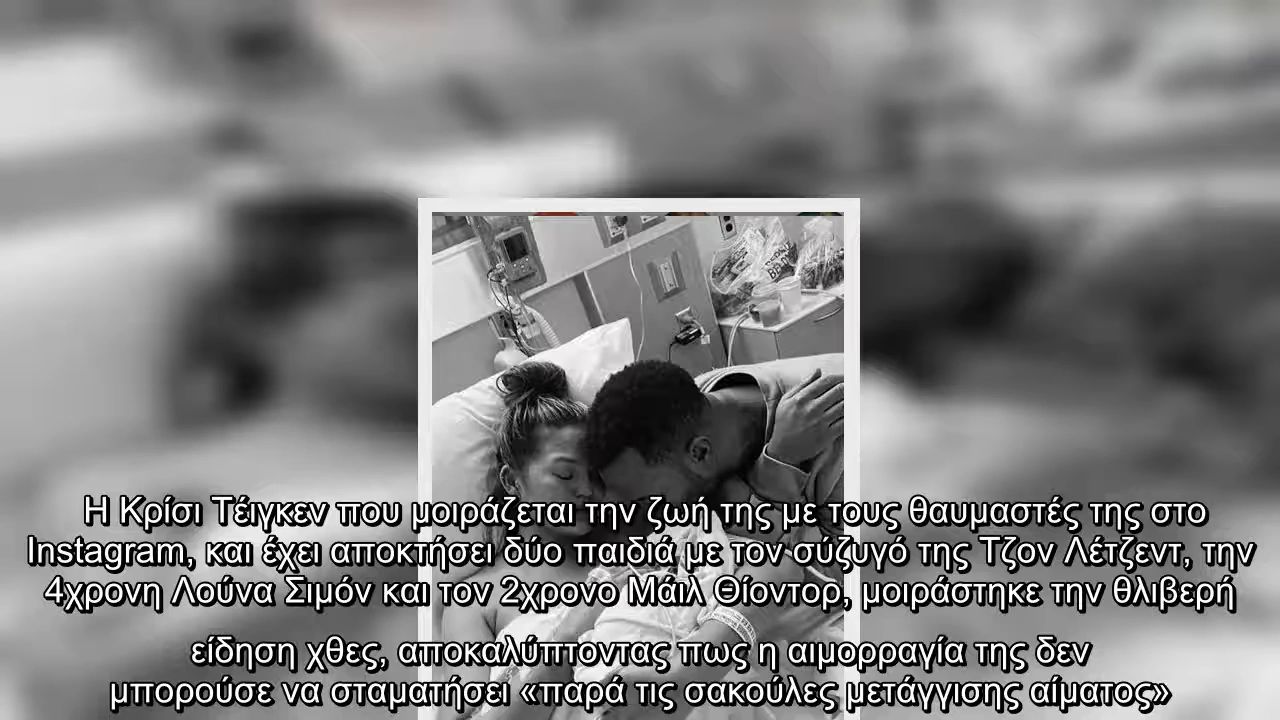 Η Κρίσι Τέιγκεν που μοιράζεται την ζωή της με τους θαυμαστές της στο
Instagram, και έχει αποκτήσει δύο παιδιά με τον σύζυγό της Τζον Λέτζεντ, την
4χρονη Λούνα Σιμόν και τον 2χρονο Μάιλ Θίοντορ, μοιράστηκε την θλιβερή
είδηση χθες, αποκαλύπτοντας πως η αιμορραγία της δεν
μπορούσε να σταματήσει «παρά τις σακούλες μετάγγισης αίματος»